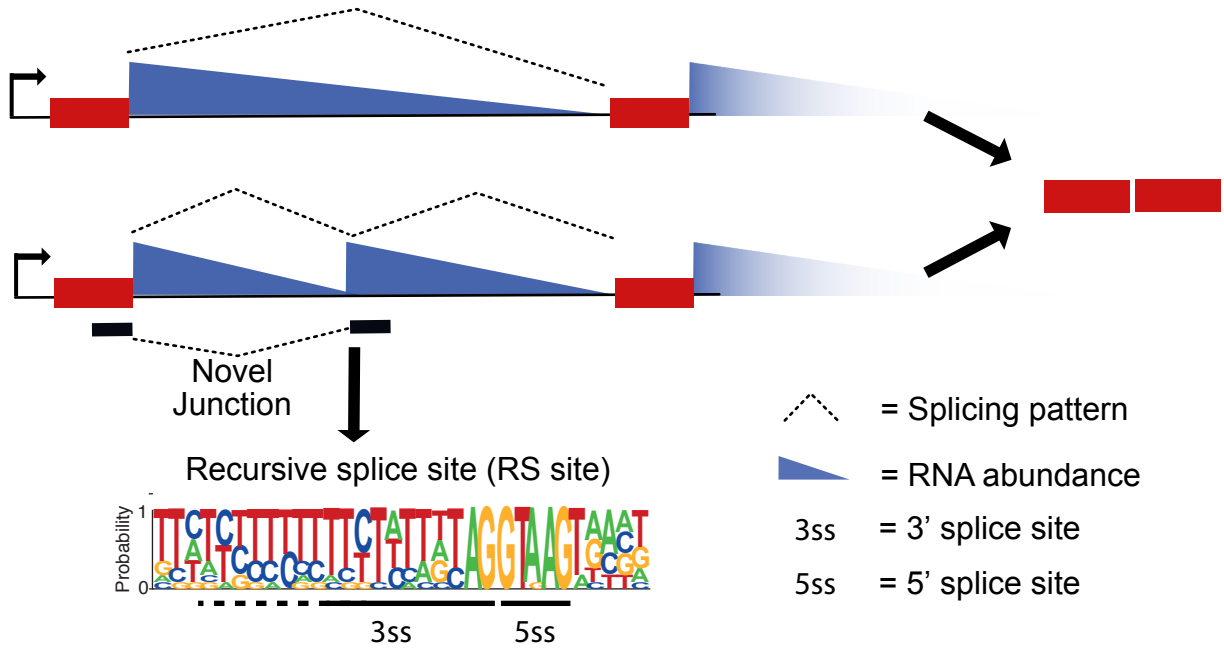 Novel
Junction
= Splicing pattern
Recursive splice site (RS site)
= RNA abundance
Probability
1
0
3ss = 3’ splice site
5ss = 5’ splice site
3ss 5ss